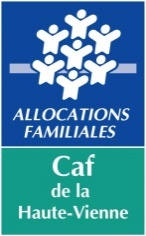 ALLOCATIONS
FAMILIALES
Caf
de la
Haute-Vienne